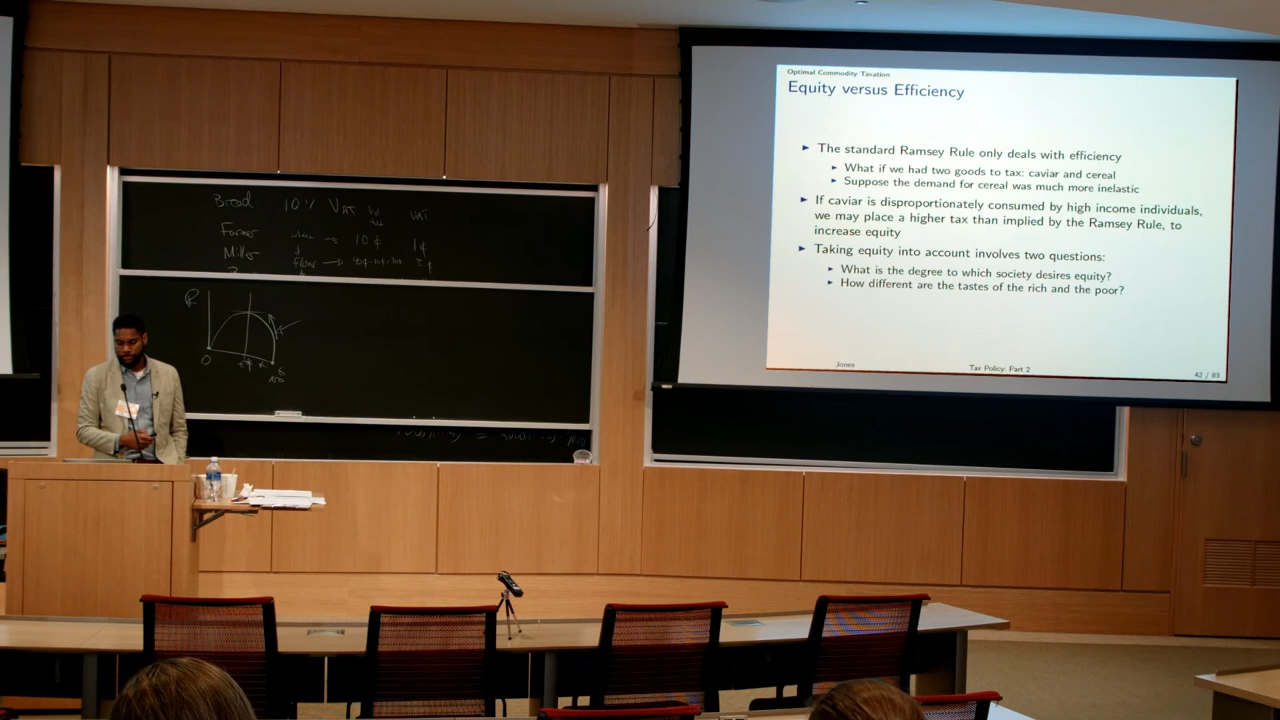 Optimal Commodity Taxation
Equity versus Efficiency
► The standard Ramsey Rule only deals with efficiency
► What if we had two goods to tax: caviar and cereal
► Suppose the demand for cereal was much more inelastic
► If caviar is disproportionately consumed by high income individuals,
we may place a higher tax than implied by the Ramsey Rule, to
increase equity
► Taking equity into account involves two questions:
► What is the degree to which society desires equity?
► How different are the tastes of the rich and the poor?
Jones
Tax Policy: Part 2
42 / 83
Bread 10% VAT VAT
Farmer → 10¢ 1¢
Miller flour →
R
0